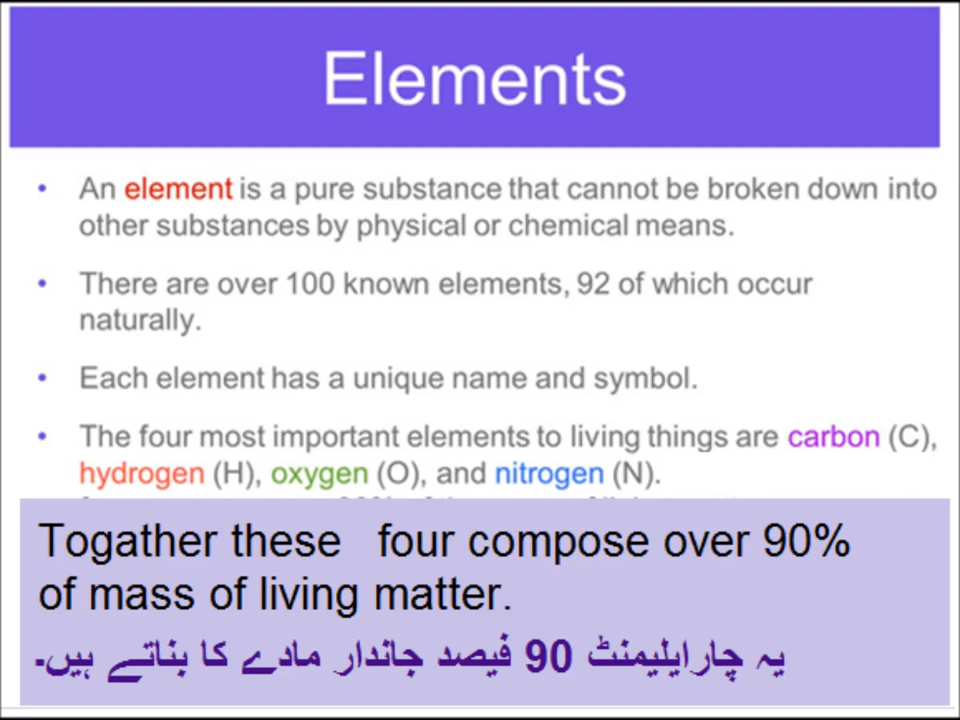 Elements
• An element is a pure substance that cannot be broken down into
other substances by physical or chemical means.
• There are over 100 known elements, 92 of which occur
naturally.
• Each element has a unique name and symbol.
• The four most important elements to living things are carbon (C),
hydrogen (H), oxygen (O), and nitrogen (N).
Togather these four compose over 90%
of mass of living matter.
یہ چارایلیمنٹ 90 فیصد جاندار مادے کا بناتے ہیں۔